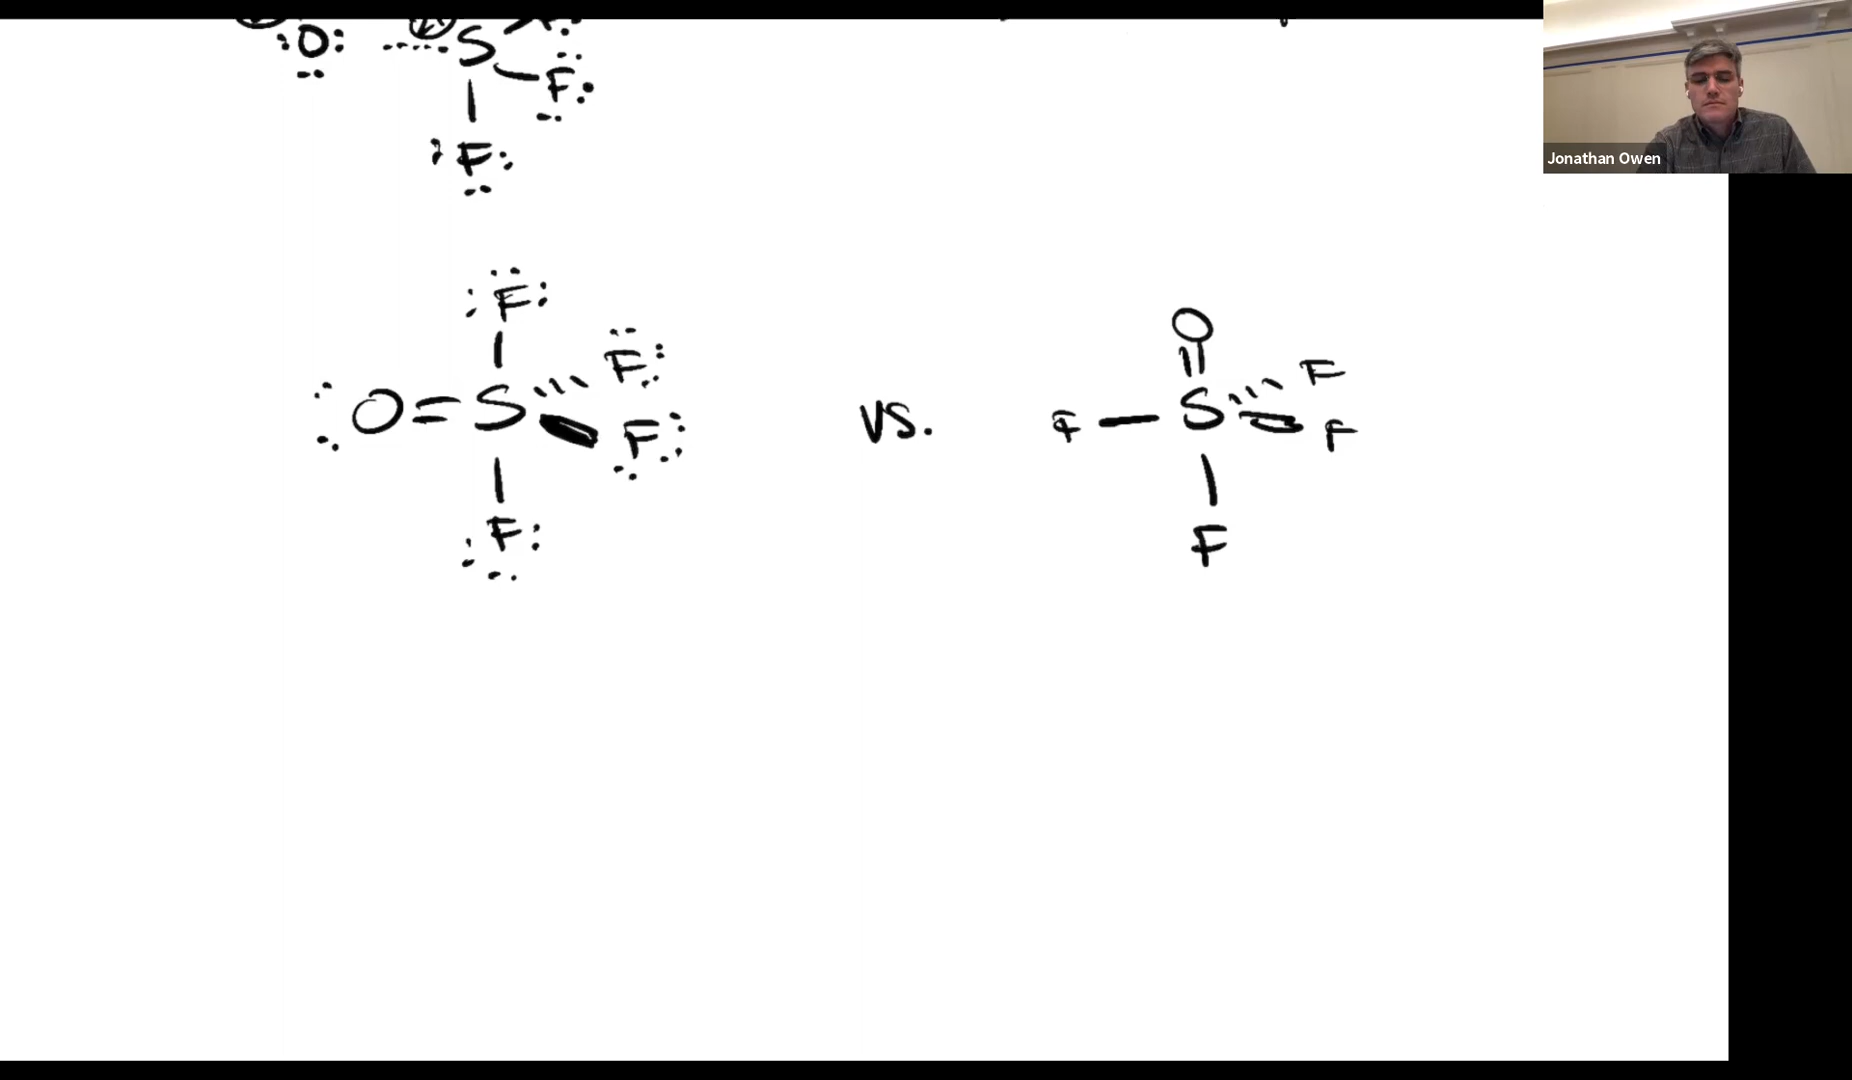 :O: S F:
F:
Jonathan Owen
:F:
:F:
F:
O=S F:
:F:
vs.
O
F
F—S
F
F